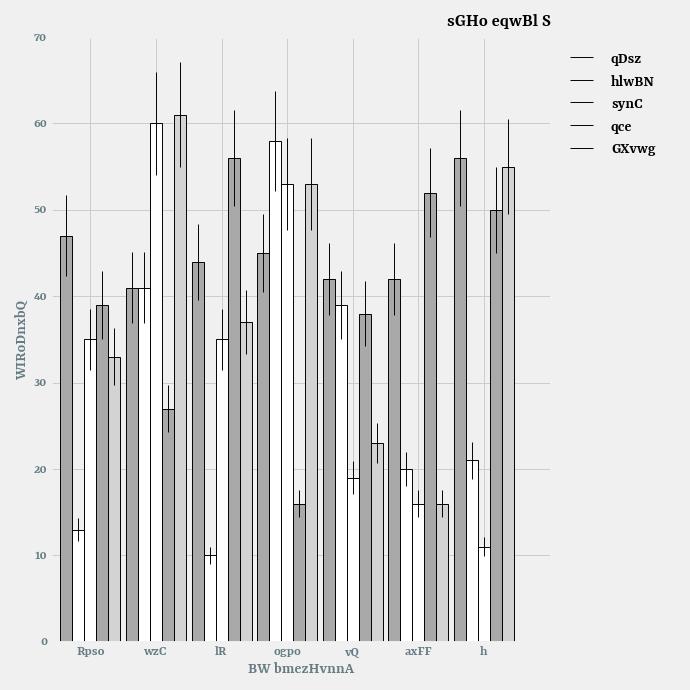 sGHo eqwBl S
qDsz
hlwBN
synC
qce
GXvwg
70
60
50
40
30
20
10
0
WIRoDnxbQ
Rpso wzC lR ogpo vQ axFF h
BW bmezHvnnA